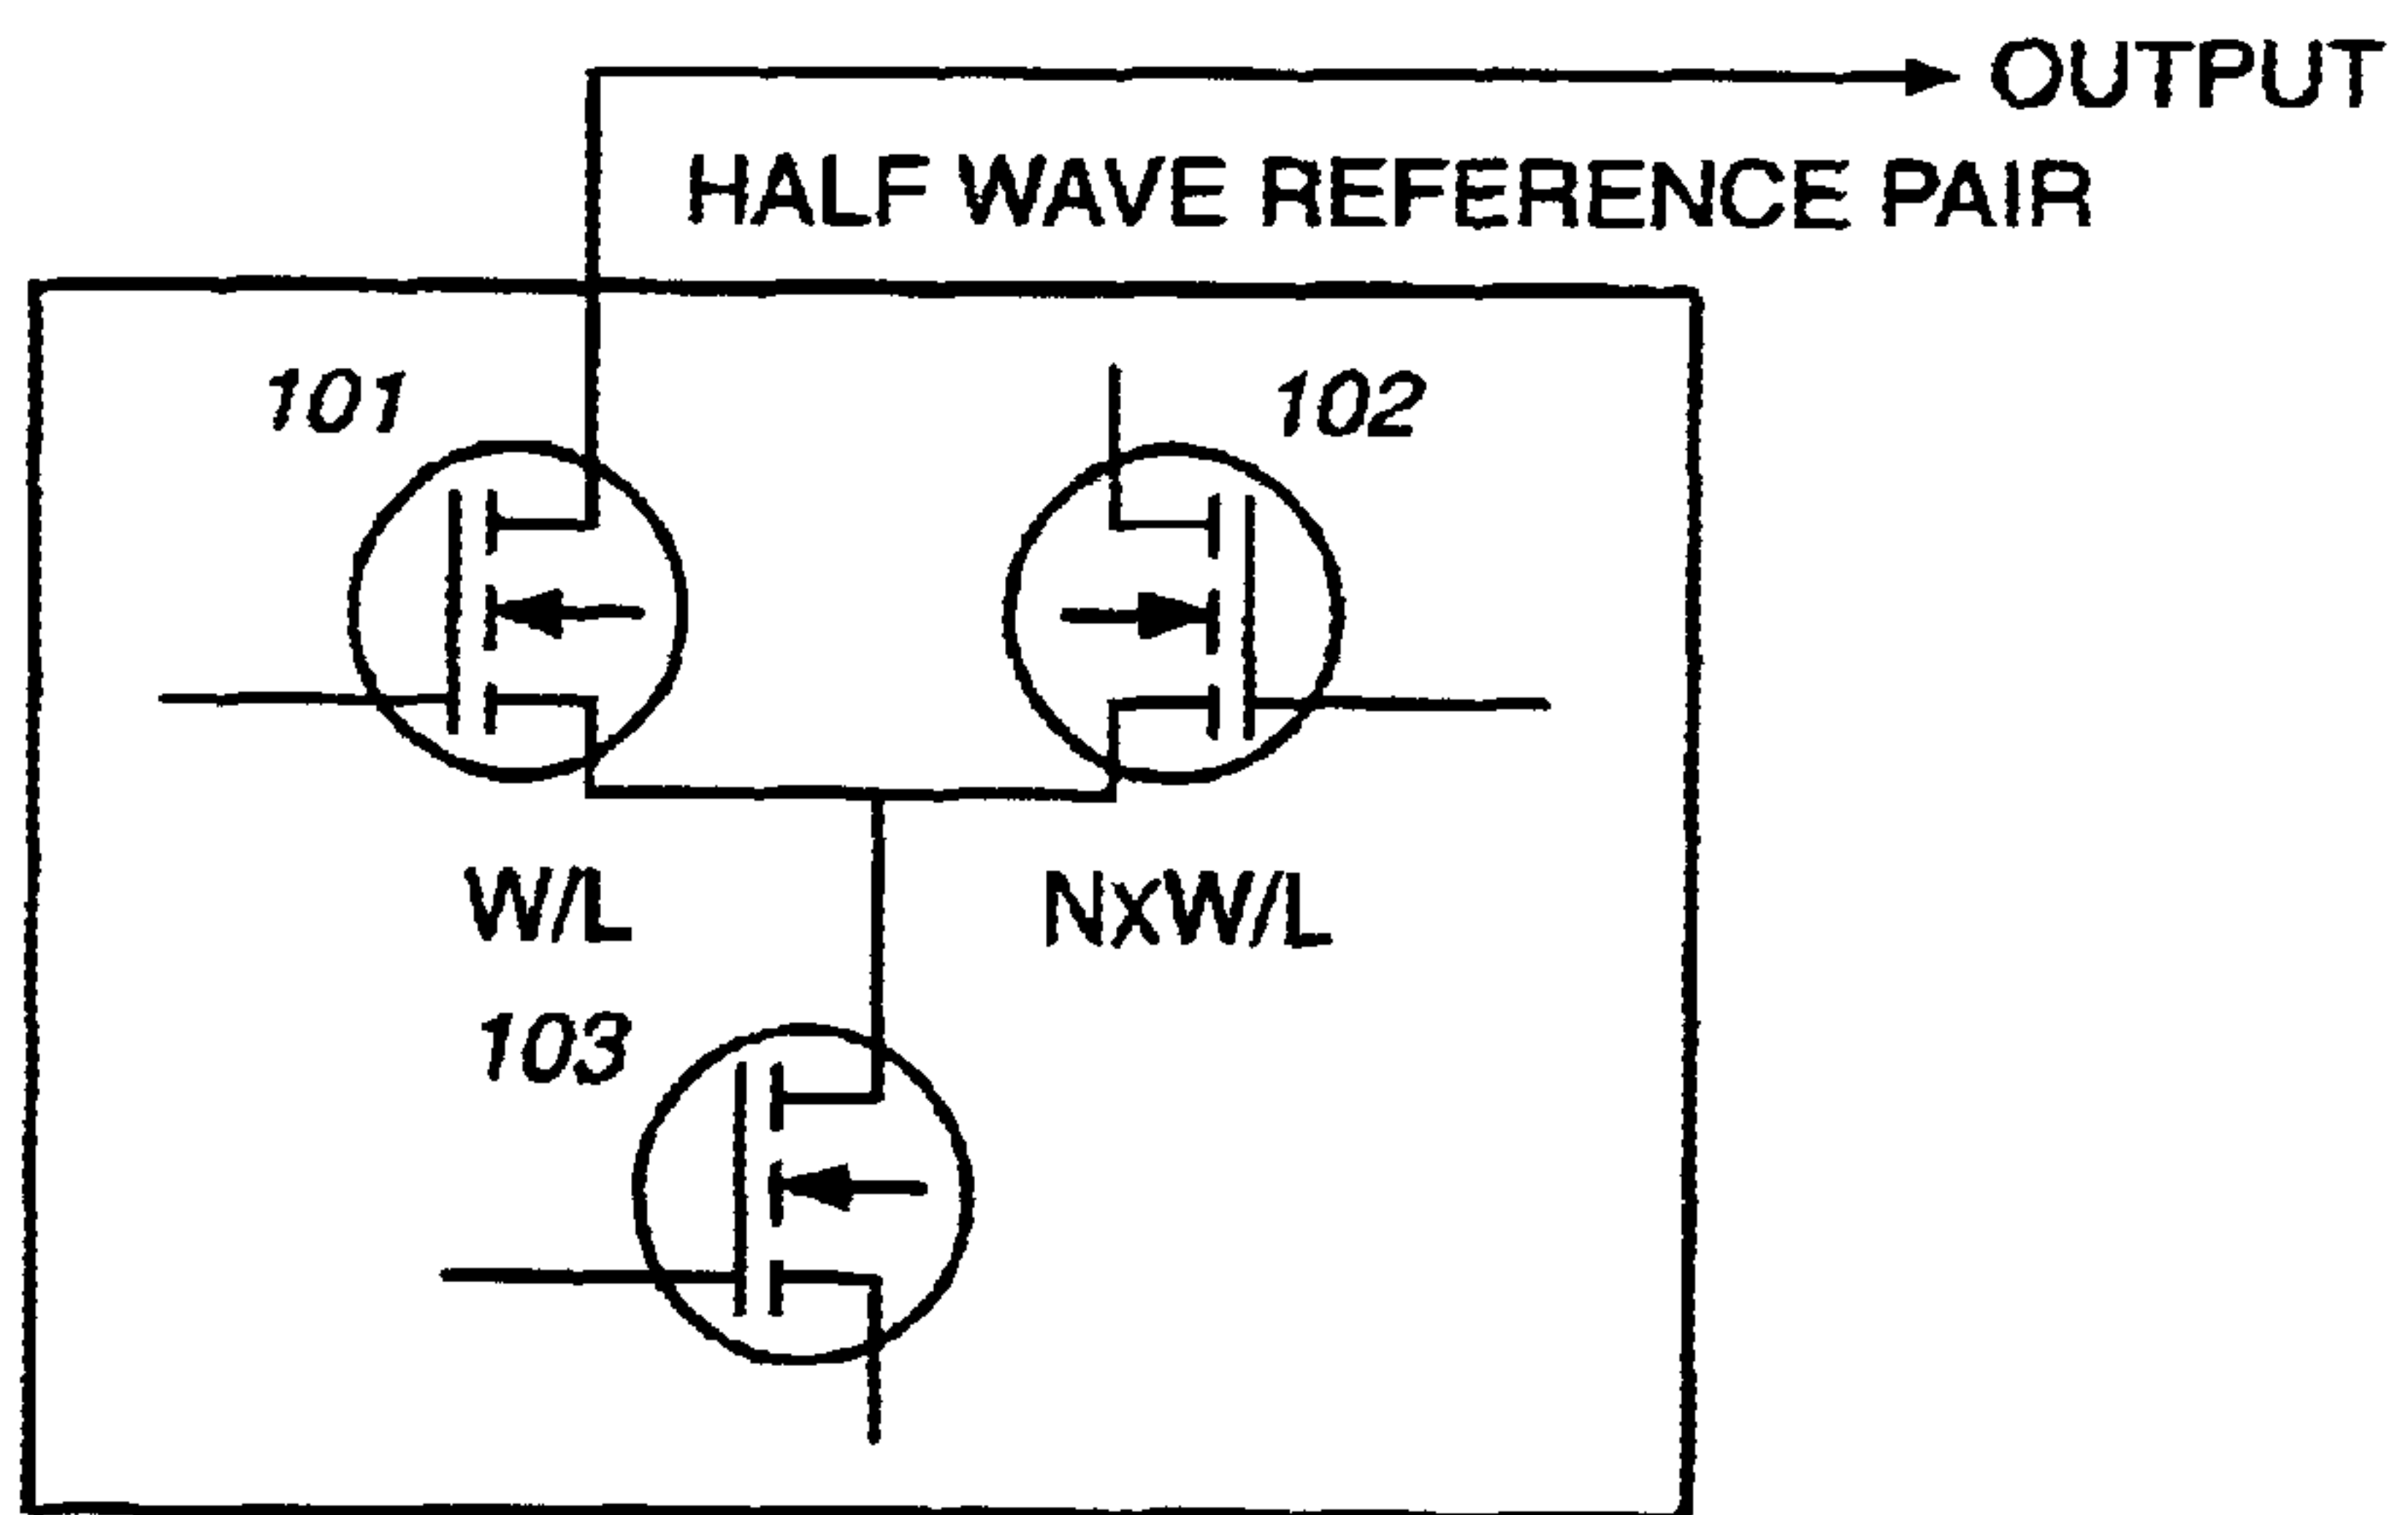 OUTPUT
HALF WAVE REFERENCE PAIR
101
102
W/L
NxW/L
103